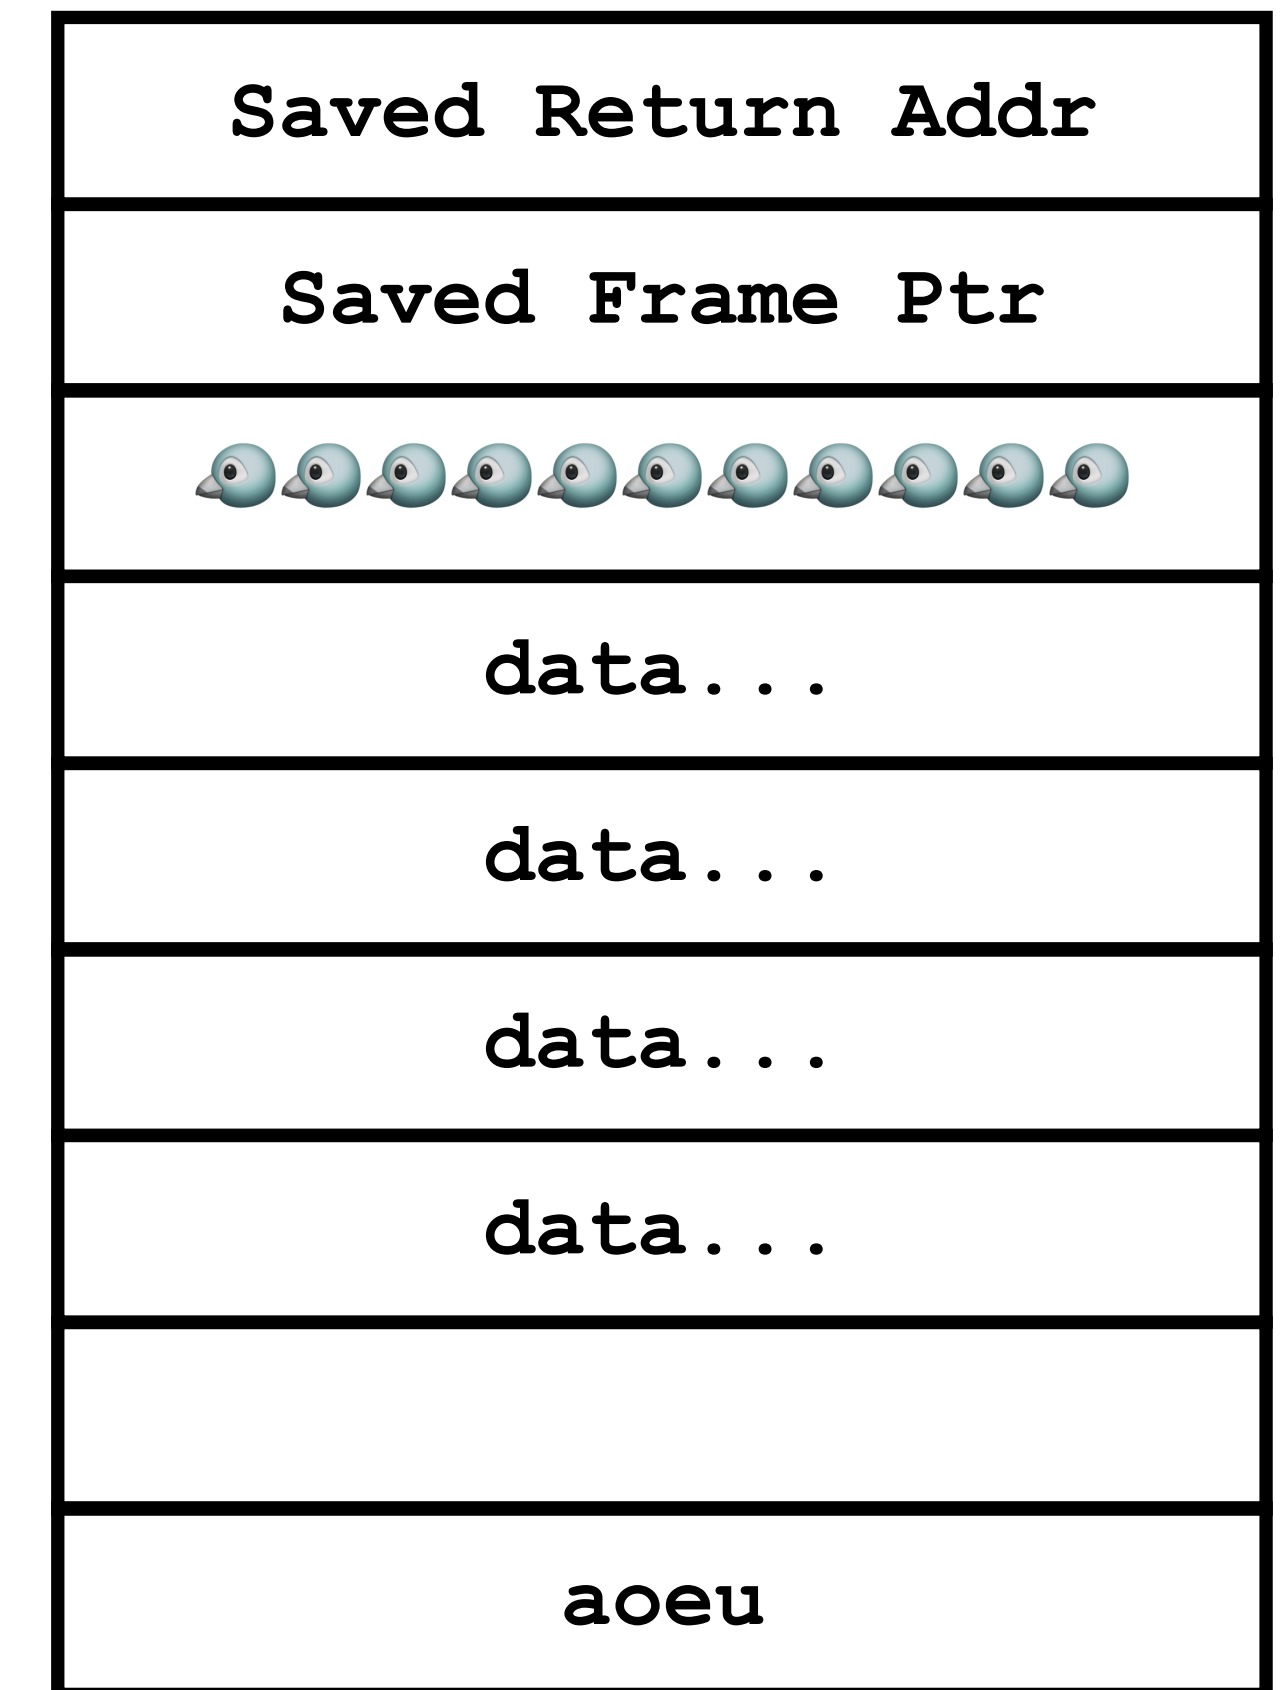 Saved Return Addr
Saved Frame Ptr
🐦🐦🐦🐦🐦🐦🐦🐦🐦🐦🐦
data...
data...
data...
data...
aoeu